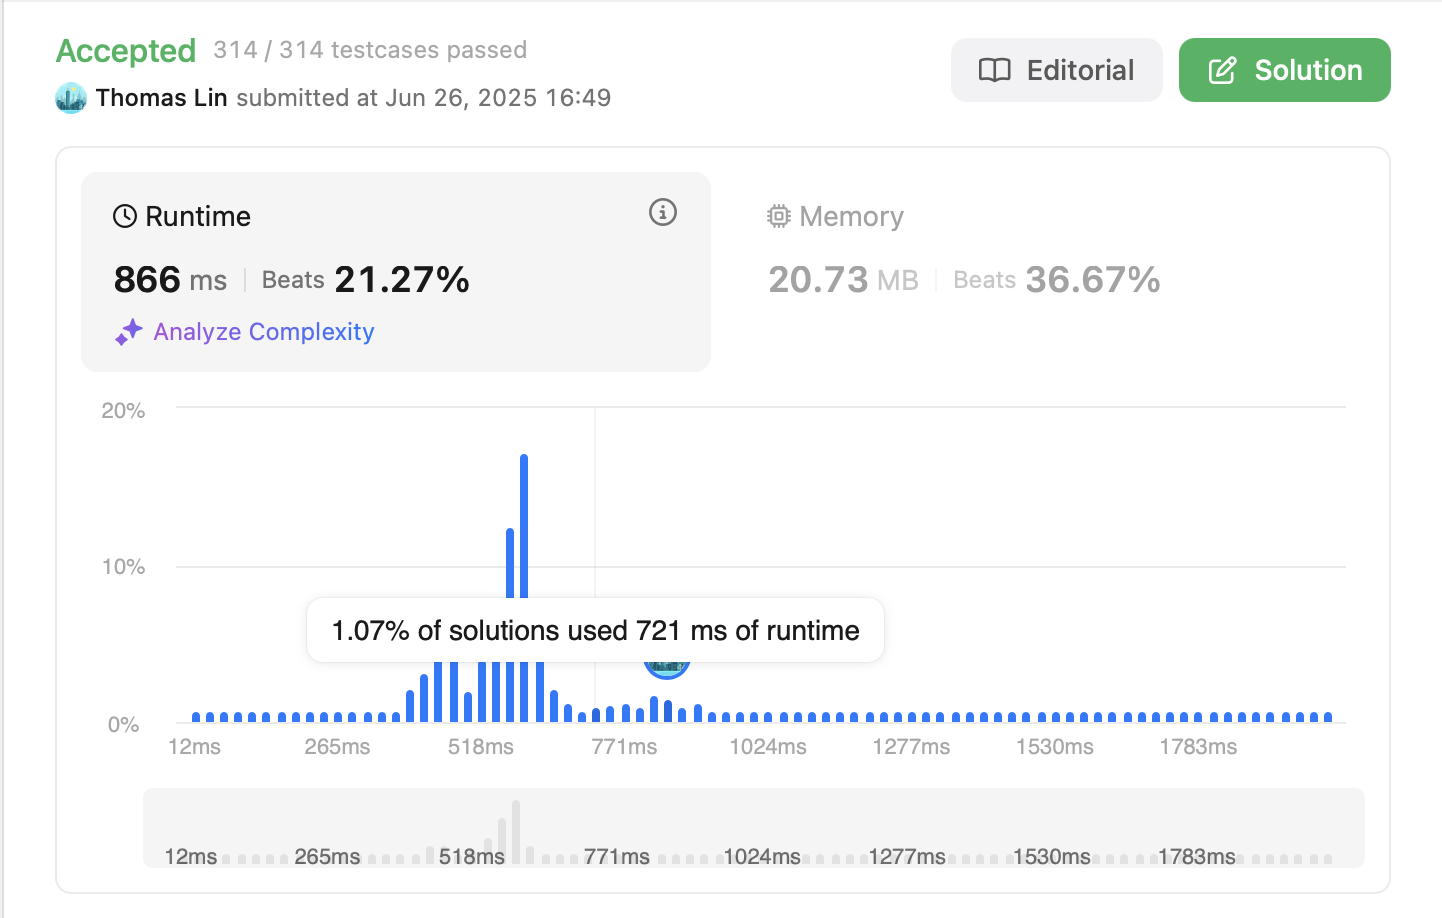 Accepted 314 / 314 testcases passed
Thomas Lin submitted at Jun 26, 2025 16:49
Editorial
Solution
Runtime
866 ms Beats 21.27%
Analyze Complexity
Memory
20.73 MB Beats 36.67%
20%
10%
1.07% of solutions used 721 ms of runtime
0%
12ms 265ms 518ms 771ms 1024ms 1277ms 1530ms 1783ms
12ms 265ms 518ms 771ms 1024ms 1277ms 1530ms 1783ms